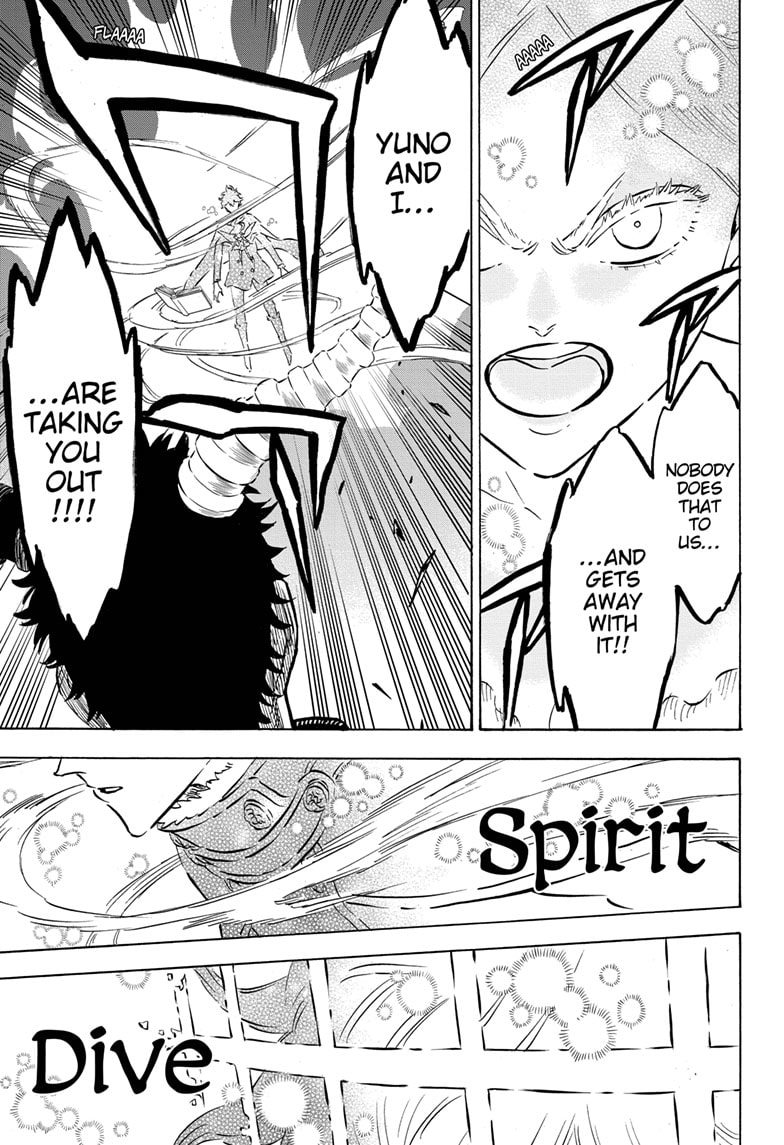 AAAAA
NOBODY
DOES
THAT
TO
US...
...AND
GETS
AWAY
WITH
IT!!
FLAAAA
YUNO
AND
I...
...ARE
TAKING
YOU
OUT
!!!!
Spirit
Dive